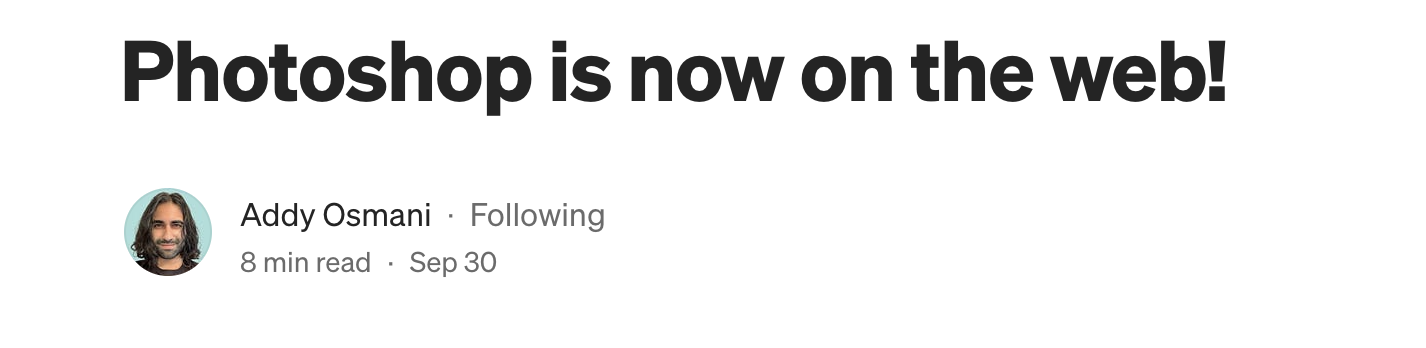 Photoshop is now on the web!
Addy Osmani · Following
8 min read · Sep 30